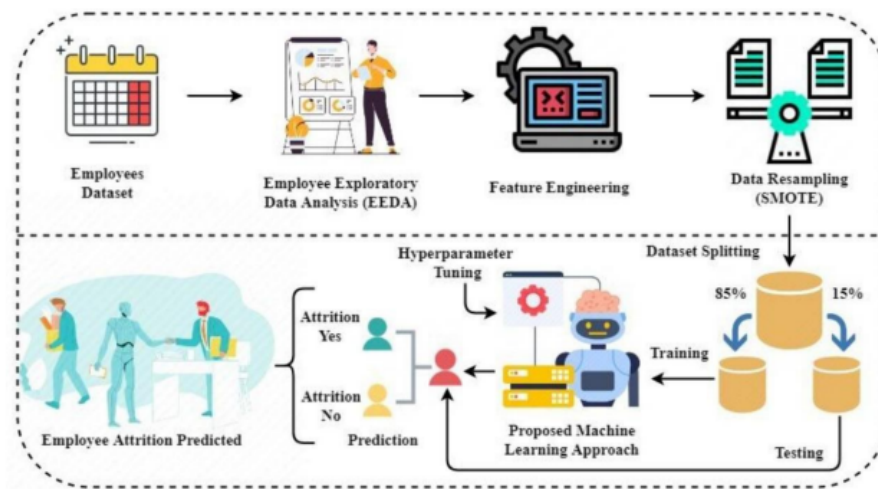 Employees
Dataset
Employee Exploratory
Data Analysis (EEDA)
Feature Engineering
Data Resampling
(SMOTE)
Dataset Splitting
85%
15%
Hyperparameter
Tuning
Training
Attrition
Yes
Attrition
No
Prediction
Proposed Machine
Learning Approach
Testing
Employee Attrition Predicted